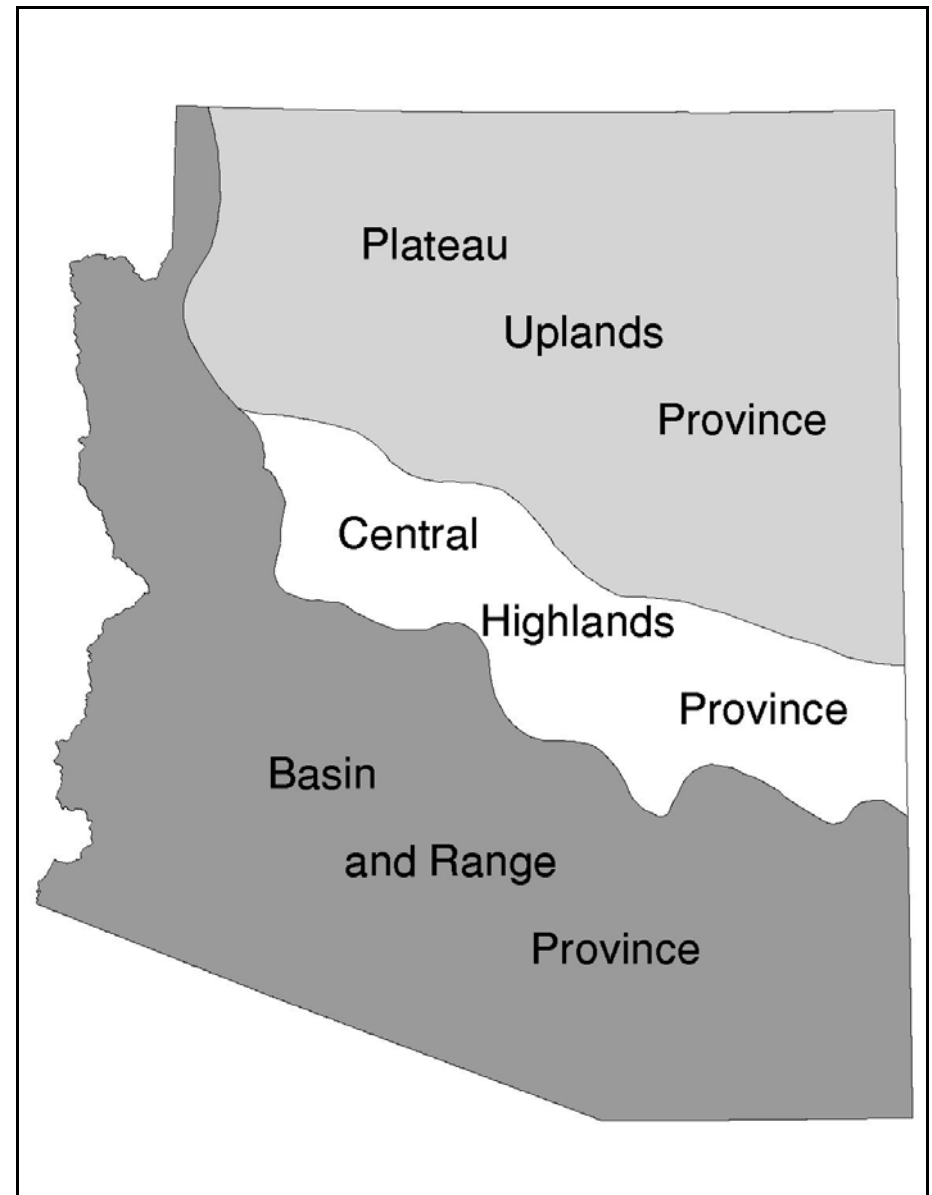 Plateau
Uplands
Province
Central
Highlands
Province
Basin
and Range
Province